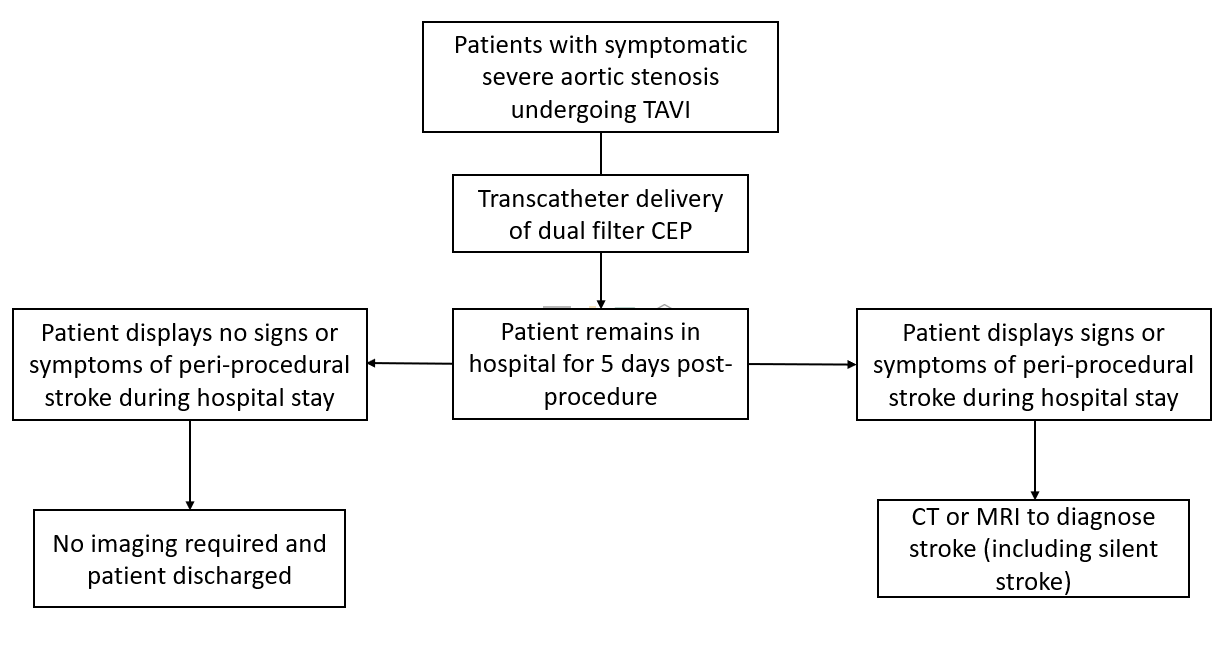 Patients with symptomatic
severe aortic stenosis
undergoing TAVI
Transcatheter delivery
of dual filter CEP
Patient displays no signs or
symptoms of peri-procedural
stroke during hospital stay
Patient remains in
hospital for 5 days post-
procedure
Patient displays signs or
symptoms of peri-procedural
stroke during hospital stay
No imaging required and
patient discharged
CT or MRI to diagnose
stroke (including silent
stroke)